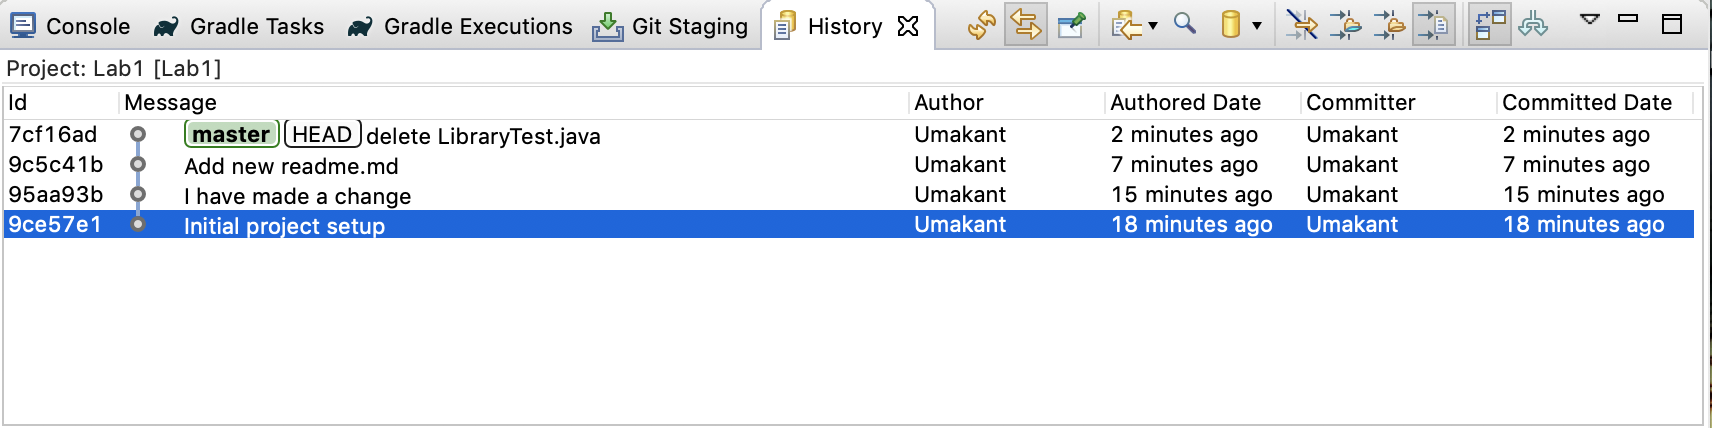 Console Gradle Tasks Gradle Executions Git Staging History
Project: Lab1 [Lab1]
Id Message Author Authored Date Committer Committed Date
7cf16ad master HEAD delete LibraryTest.java Umakant 2 minutes ago Umakant 2 minutes ago
9c5c41b Add new readme.md Umakant 7 minutes ago Umakant 7 minutes ago
95aa93b I have made a change Umakant 15 minutes ago Umakant 15 minutes ago
9ce57e1 Initial project setup Umakant 18 minutes ago Umakant 18 minutes ago